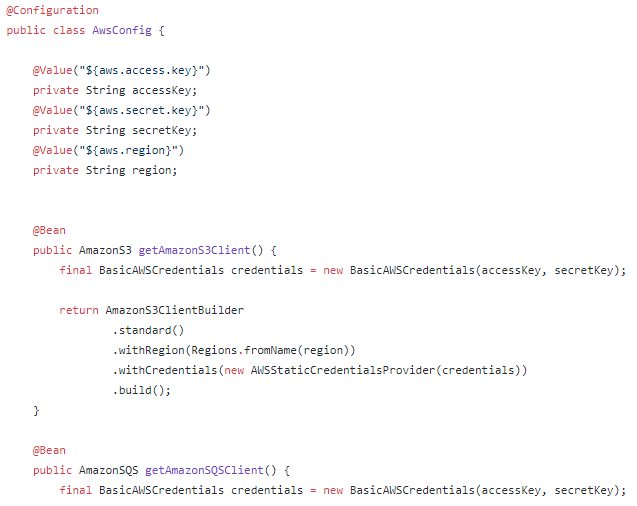 @Configuration
public class AwsConfig {
@Value("${aws.access.key}")
private String accessKey;
@Value("${aws.secret.key}")
private String secretKey;
@Value("${aws.region}")
private String region;
@Bean
public AmazonS3 getAmazonS3Client() {
final BasicAWSCredentials credentials = new BasicAWSCredentials(accessKey, secretKey);
return AmazonS3ClientBuilder
.standard()
.withRegion(Regions.fromName(region))
.withCredentials(new AWSStaticCredentialsProvider(credentials))
.build();
}
@Bean
public AmazonSQS getAmazonSQSClient() {
final BasicAWSCredentials credentials = new BasicAWSCredentials(accessKey, secretKey);